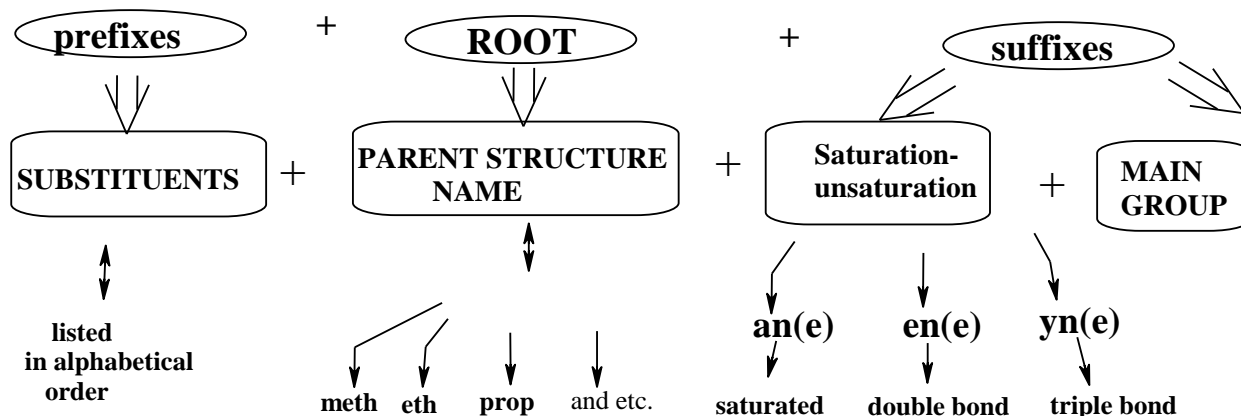 prefixes + ROOT + suffixes
SUBSTITUENTS + PARENT STRUCTURE
NAME + Saturation-
unsaturation + MAIN
GROUP
listed
in alphabetical
order
meth eth prop and etc.
an(e) en(e) yn(e)
saturated double bond triple bond